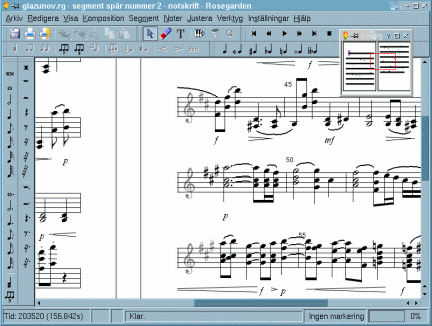 glazunov.rg - segment spår nummer 2 - notskrift - Rosegarden
Arkiv Redigera Visa Komposition Segment Noter Justera Verktyg Inställningar Hjälp
f
45
p
f
mf
50
p
p
55
f > p
f
Tid: 203520 (156,842s) Klar. Ingen markering 0%